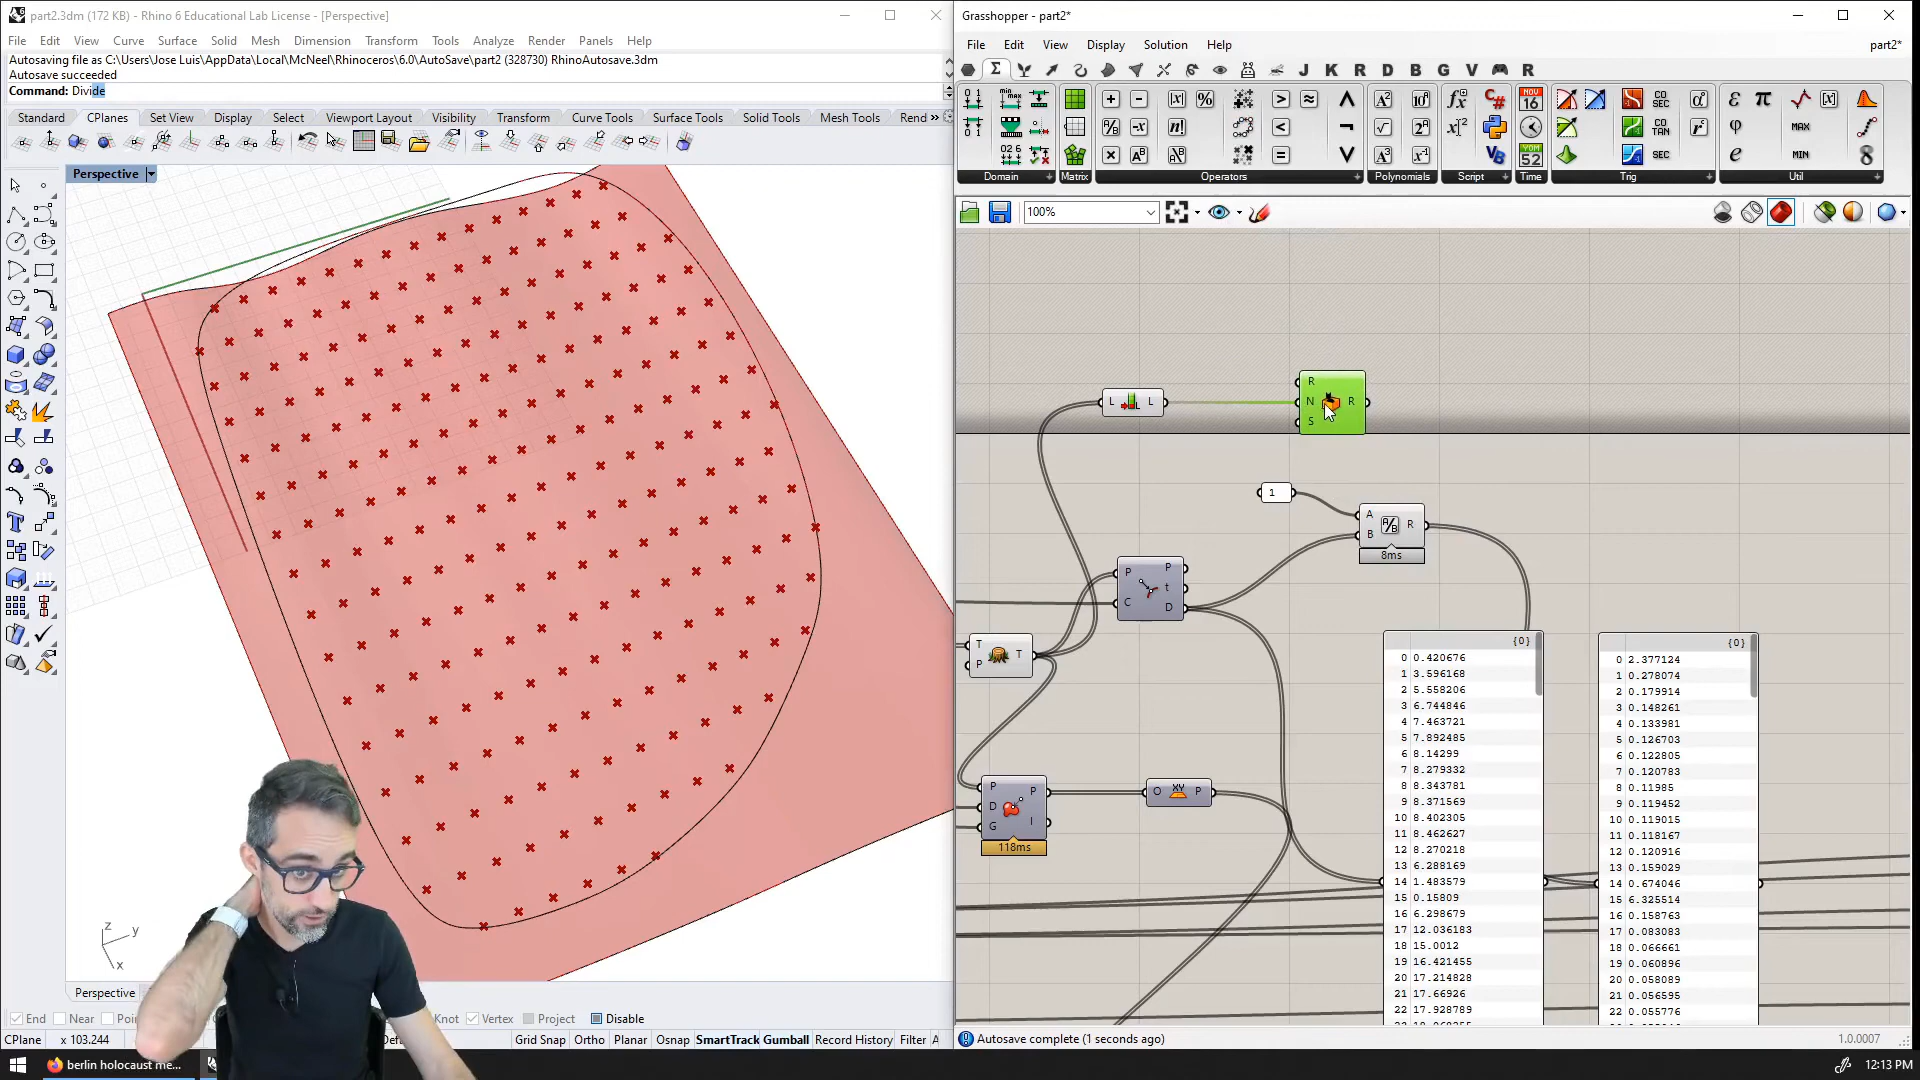 part2.3dm (172 KB) - Rhino 6 Educational Lab License - [Perspective]
File Edit View Curve Surface Solid Mesh Dimension Transform Tools Analyze Render Panels Help
Autosaving file as C:\Users\Jose Luis\AppData\Local\McNeel\Rhinoceros\6.0\AutoSave\part2 (328730) RhinoAutosave.3dm
Autosave succeeded
Command: Divide
Standard CPlanes Set View Display Select Viewport Layout Visibility Transform Curve Tools Surface Tools Solid Tools Mesh Tools Rend »
Perspective
z
y
x
Perspective
End Near Knot Vertex Project Disable
CPlane x 103.244 Grid Snap Ortho Planar Osnap SmartTrack Gumball Record History Filter A
berlin holocaust me...
Grasshopper - part2*
File Edit View Display Solution Help part2*
J K R D B G V R
Domain Matrix Operators Polynomials Script Time Trig Util
100%
L L
R
N R
S
1
A
B
R
8ms
P P
t
C D
T T
P
P P
D I
G
118ms
O XY P
{0}
0 0.420676
1 3.596168
2 5.558206
3 6.744846
4 7.463721
5 7.892485
6 8.14299
7 8.279332
8 8.343781
9 8.371569
10 8.402305
11 8.462627
12 8.270218
13 6.288169
14 1.483579
15 0.15809
16 6.298679
17 12.036183
18 15.0012
19 16.421455
20 17.214828
21 17.66926
22 17.928789
{0}
0 2.377124
1 0.278074
2 0.179914
3 0.148261
4 0.133981
5 0.126703
6 0.122805
7 0.120783
8 0.11985
9 0.119452
10 0.119015
11 0.118167
12 0.120916
13 0.159029
14 0.674046
15 6.325514
16 0.158763
17 0.083083
18 0.066661
19 0.060896
20 0.058089
21 0.056595
22 0.055776
Autosave complete (1 seconds ago)
1.0.0007
12:13 PM